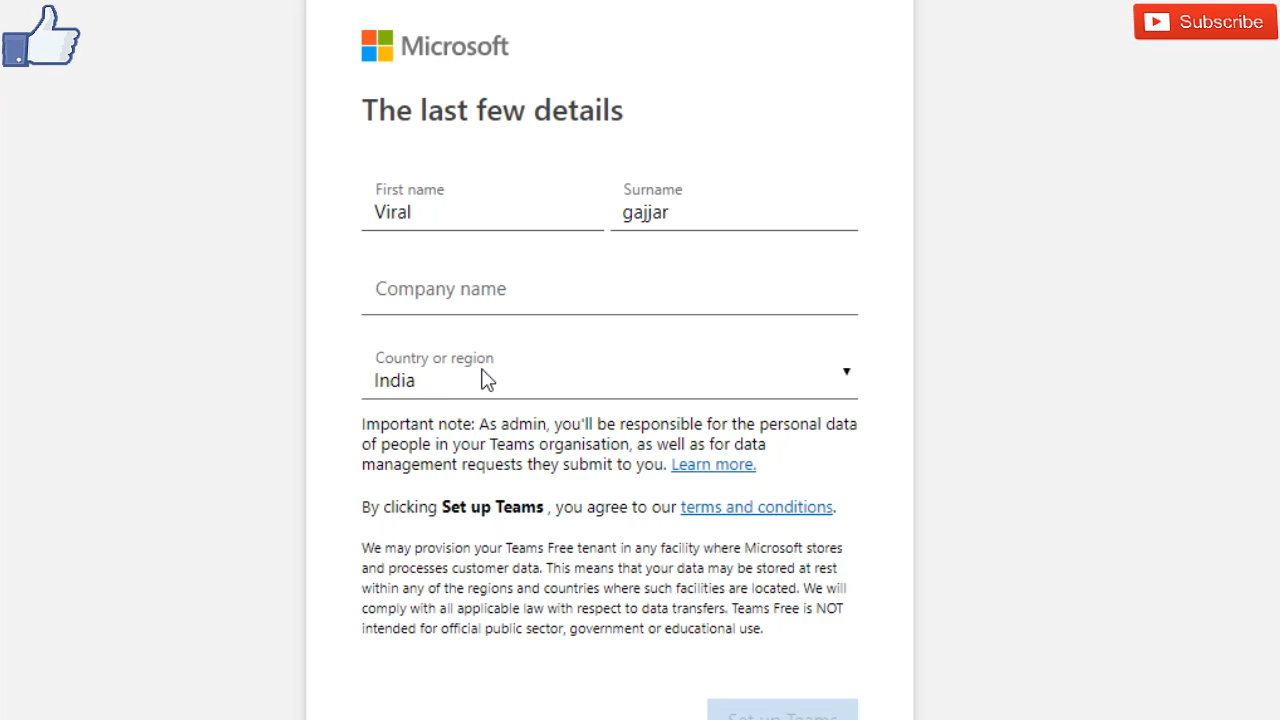 Subscribe
Microsoft
The last few details
First name
Surname
Viral
gajjar
Company name
Country or region
India
Important note: As admin, you'll be responsible for the personal data
of people in your Teams organisation, as well as for data
management requests they submit to you. Learn more.
By clicking Set up Teams , you agree to our terms and conditions.
We may provision your Teams Free tenant in any facility where Microsoft stores
and processes customer data. This means that your data may be stored at rest
within any of the regions and countries where such facilities are located. We will
comply with all applicable law with respect to data transfers. Teams Free is NOT
intended for official public sector, government or educational use.
Set up Teams